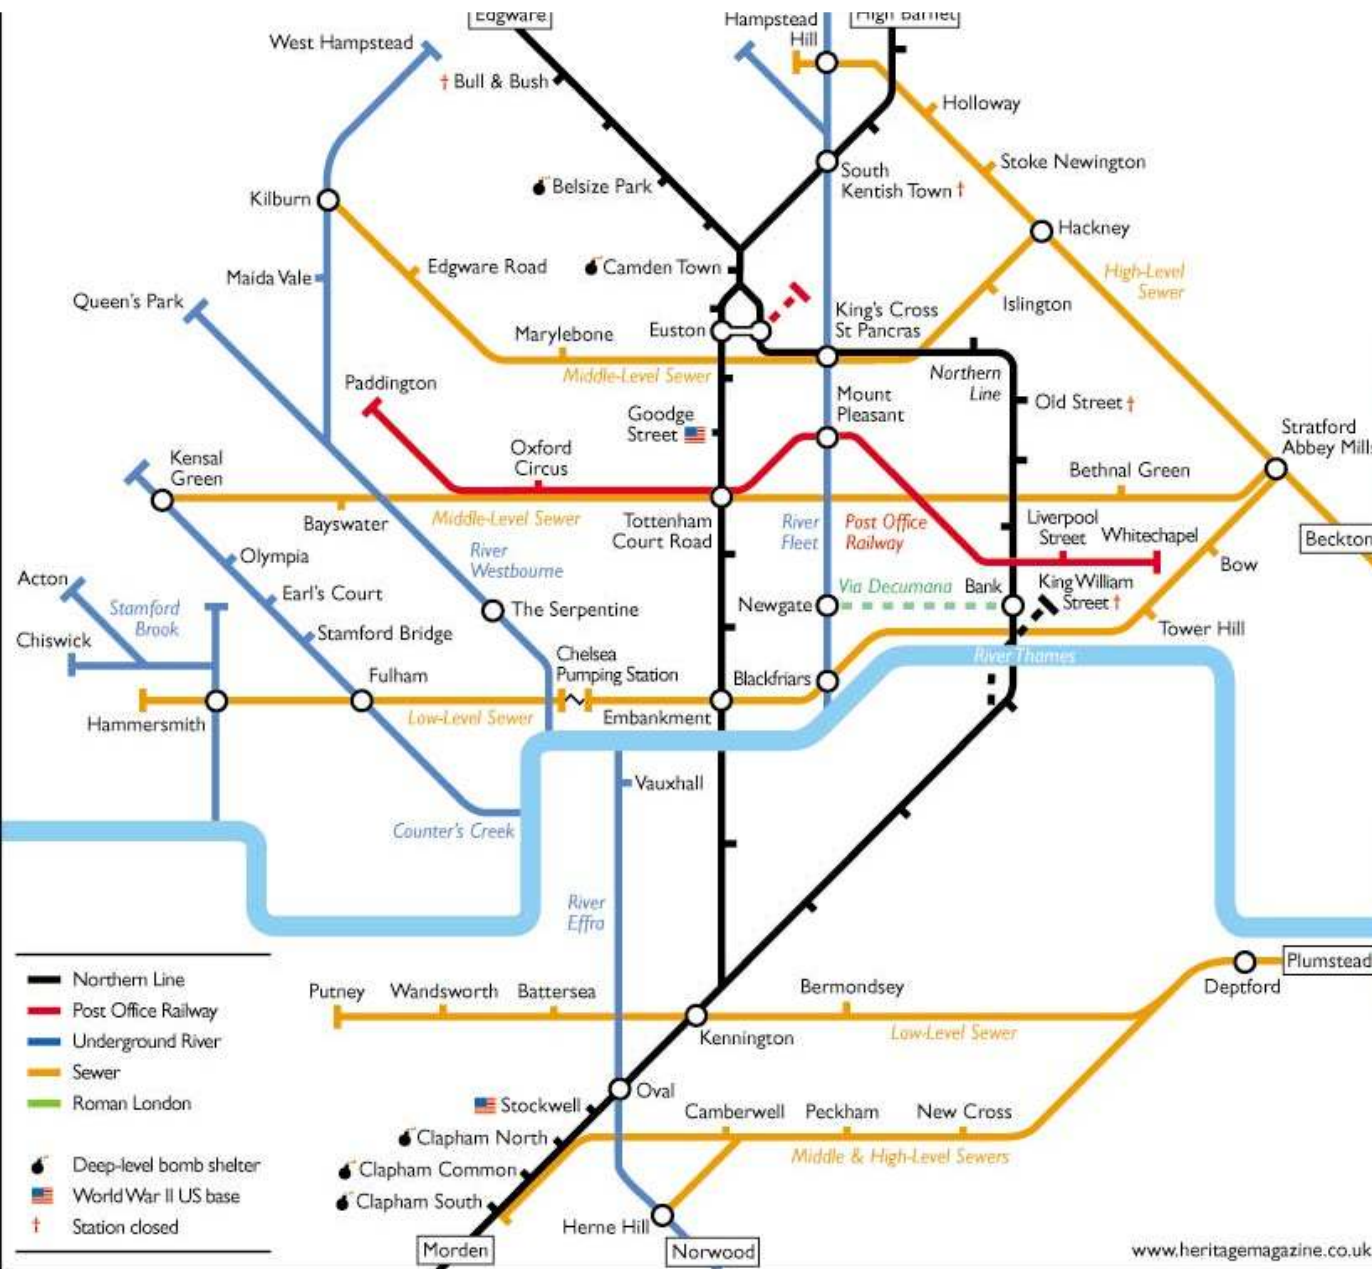 Edgware
Hampstead
Hill
High Barnet
West Hampstead
† Bull & Bush
Holloway
Stoke Newington
Belsize Park
South
Kentish Town †
Kilburn
Hackney
Edgware Road
Camden Town
Maida Vale
High-Level
Sewer
Queen's Park
Islington
King's Cross
St Pancras
Euston
Marylebone
Middle-Level Sewer
Northern
Line
Paddington
Mount
Pleasant
Old Street †
Goodge
Street
Oxford
Circus
Stratford
Abbey Mills
Kensal
Green
Bethnal Green
Bayswater
Middle-Level Sewer
Tottenham
Court Road
River
Fleet
Post Office
Railway
Liverpool
Street
Whitechapel
Beckton
River
Westbourne
Olympia
Bow
Acton
Stamford
Brook
Earl's Court
The Serpentine
Newgate
Via Decumana
Bank
King William
Street †
Chiswick
Stamford Bridge
Tower Hill
River Thames
Chelsea
Pumping Station
Fulham
Blackfriars
Hammersmith
Low-Level Sewer
Embankment
Vauxhall
Counter's Creek
River
Effra
Northern Line
Post Office Railway
Underground River
Sewer
Roman London
Deep-level bomb shelter
World War II US base
† Station closed
Putney
Wandsworth
Battersea
Bermondsey
Plumstead
Deptford
Kennington
Low-Level Sewer
Oval
Stockwell
Camberwell
Peckham
New Cross
Clapham North
Middle & High-Level Sewers
Clapham Common
Clapham South
Herne Hill
Morden
Norwood
www.heritagemagazine.co.uk